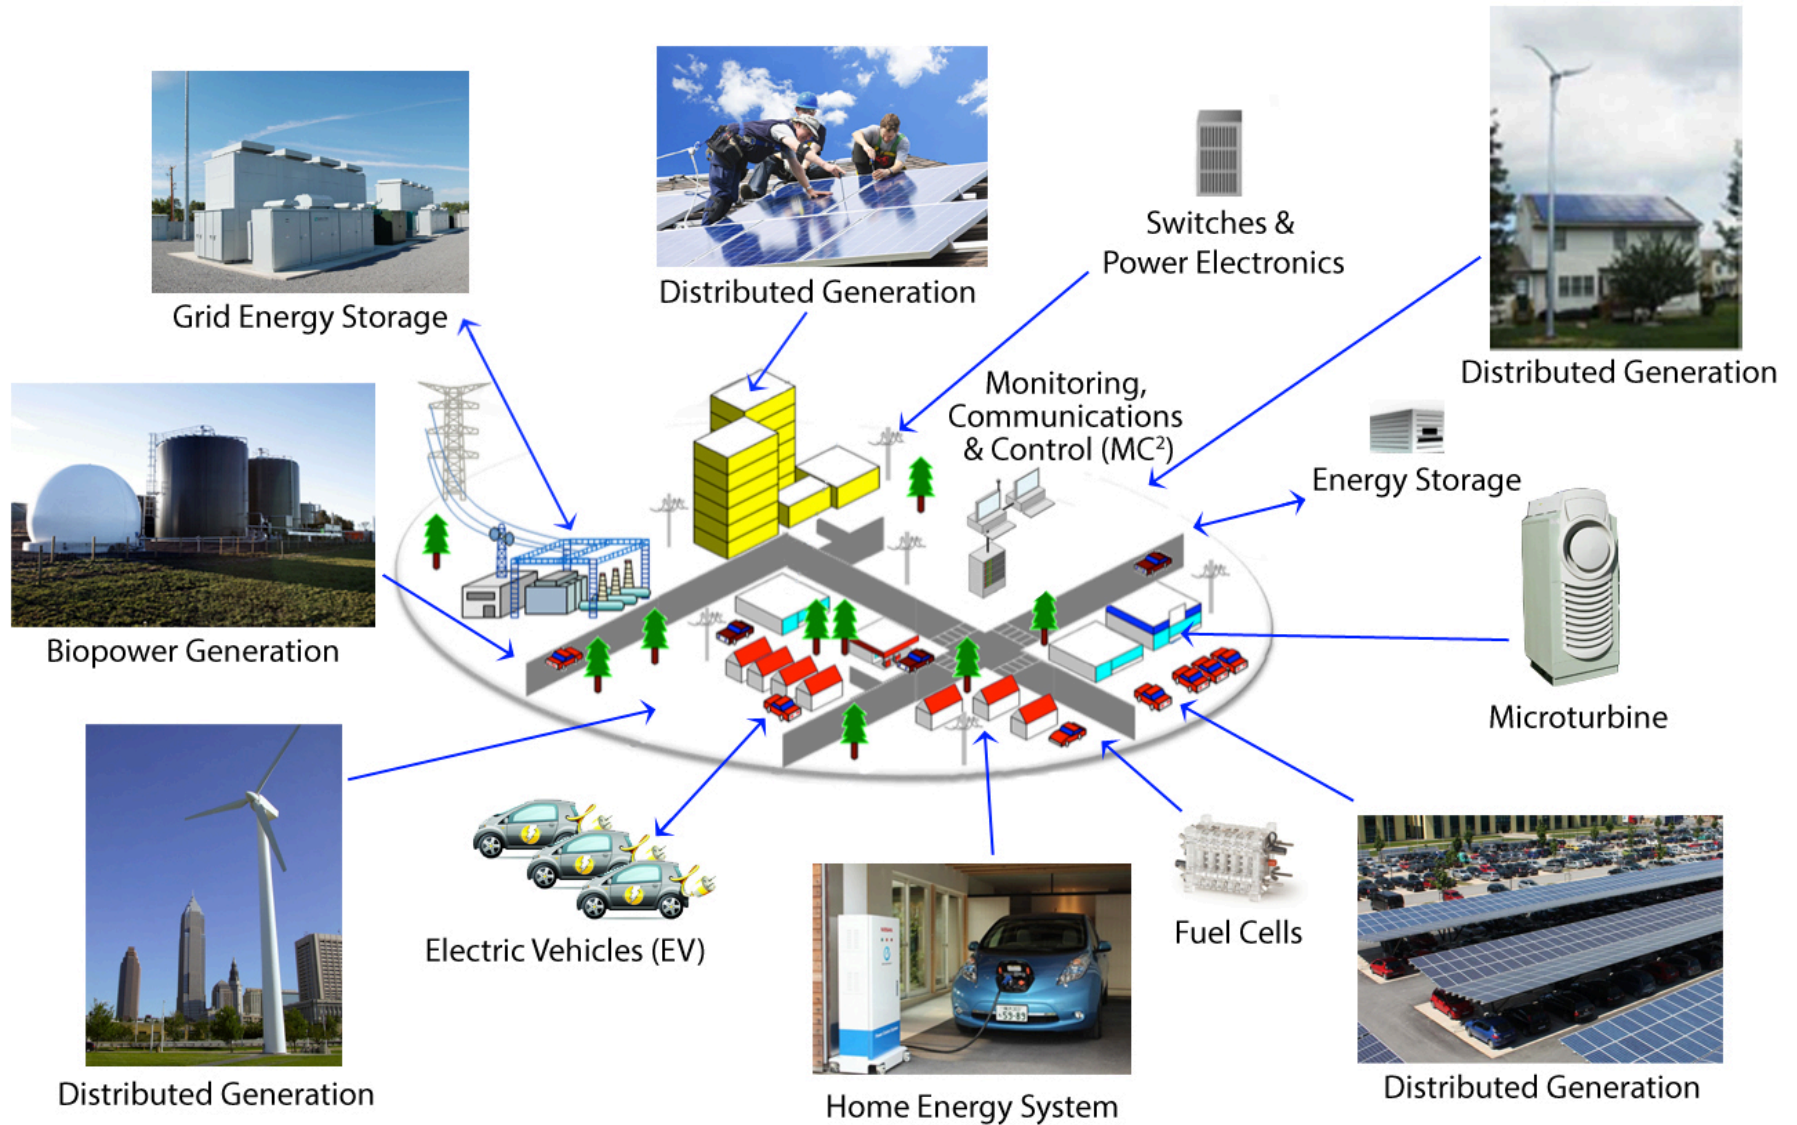 Grid Energy Storage
Distributed Generation
Switches &
Power Electronics
Distributed Generation
Monitoring,
Communications
& Control (MC²)
Energy Storage
Biopower Generation
Microturbine
Distributed Generation
Electric Vehicles (EV)
Home Energy System
Fuel Cells
Distributed Generation